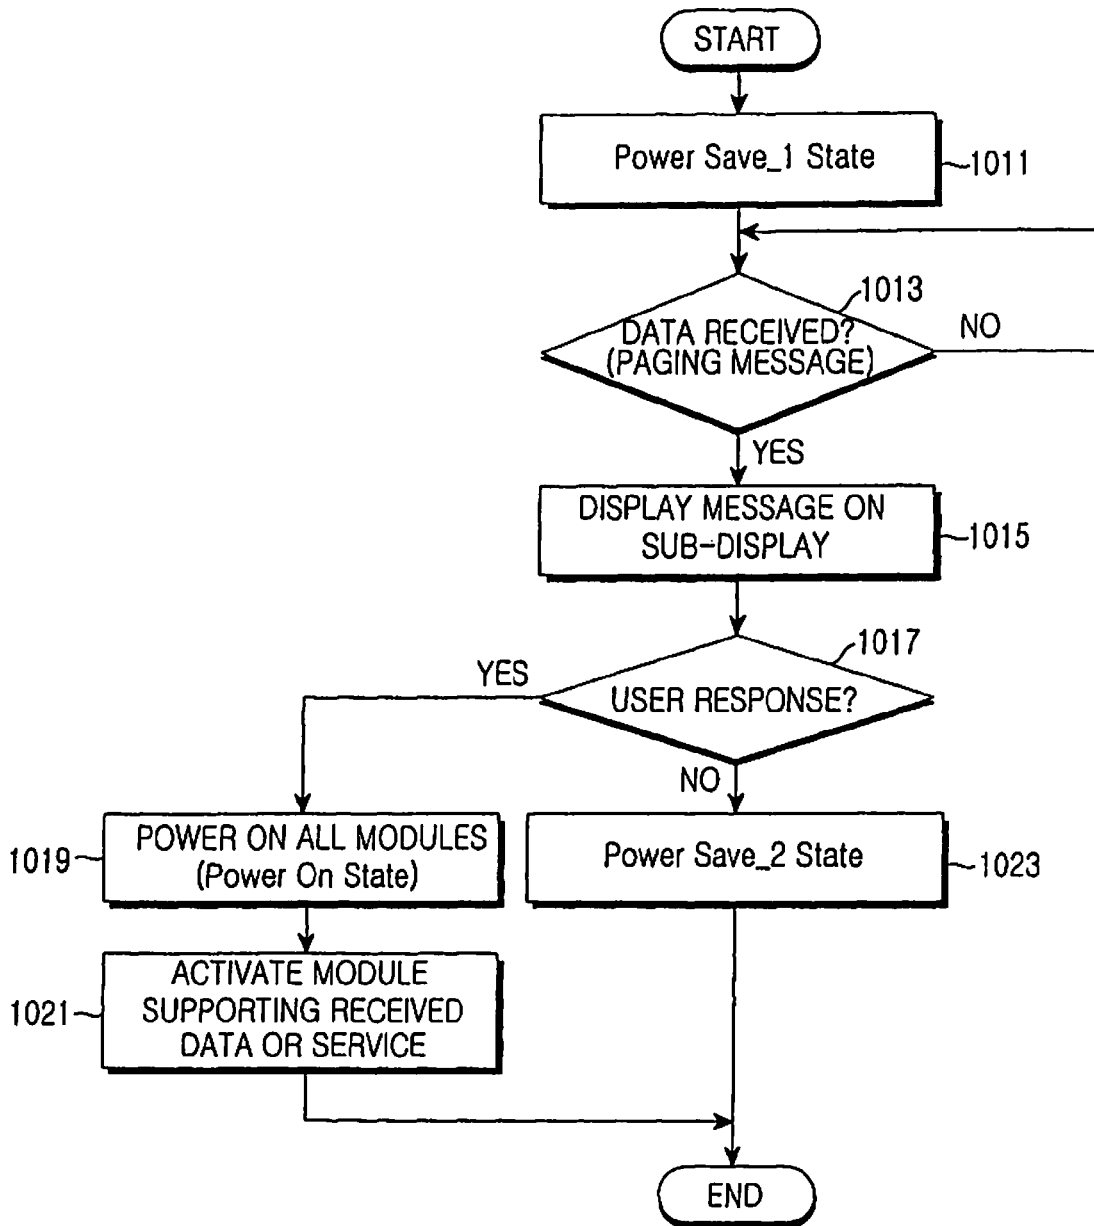 START
Power Save_1 State
1011
1013
DATA RECEIVED?
(PAGING MESSAGE)
NO
YES
DISPLAY MESSAGE ON
SUB-DISPLAY
1015
1017
YES
USER RESPONSE?
NO
1019
POWER ON ALL MODULES
(Power On State)
Power Save_2 State
1023
1021
ACTIVATE MODULE
SUPPORTING RECEIVED
DATA OR SERVICE
END